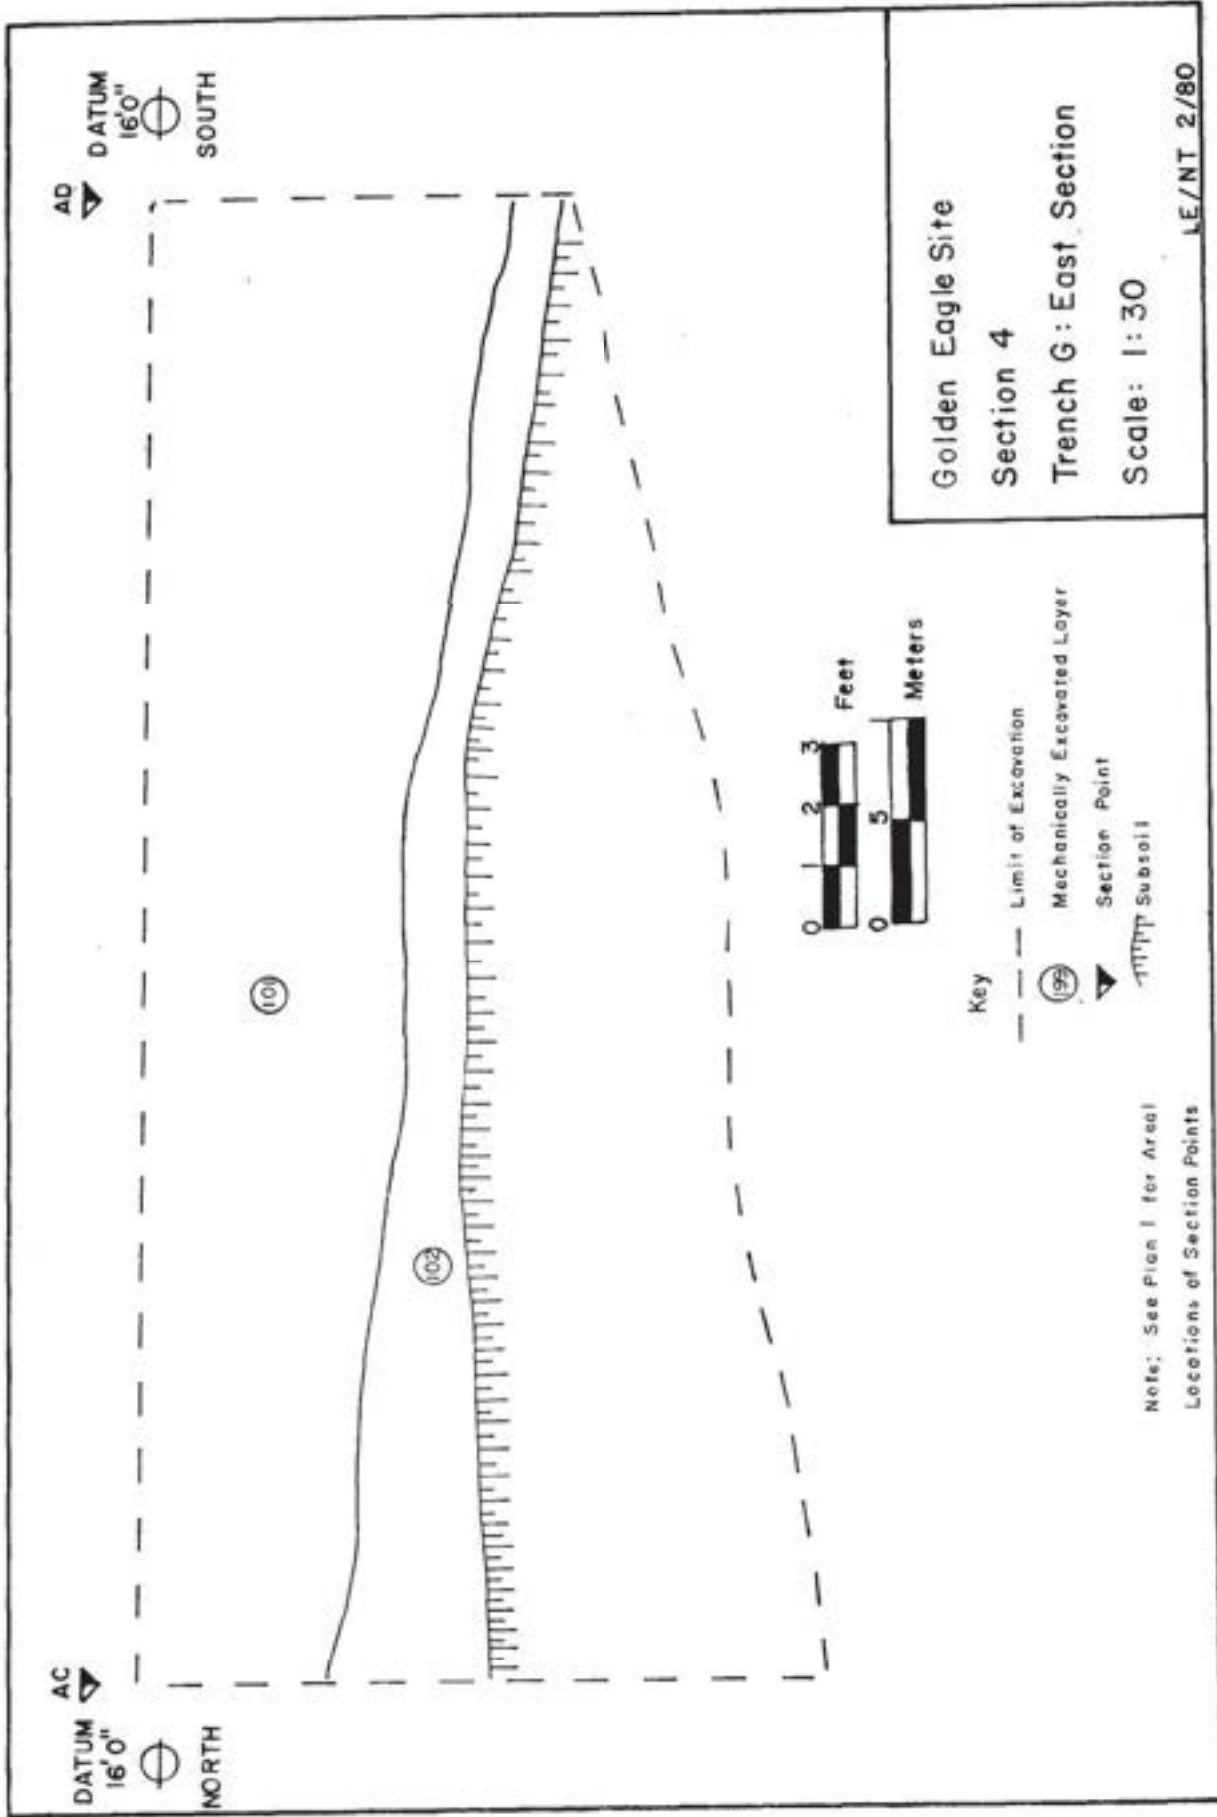 DATUM
16'0"
NORTH
AC
AD
DATUM
16'0"
SOUTH
101
102
0 1 2 3
Feet
0 5 1
Meters
Key
Limit of Excavation
199 Mechanically Excavated Layer
Section Point
Subsoil
Note: See Plan 1 for Areal
Locations of Section Points
Golden Eagle Site
Section 4
Trench G: East Section
Scale: 1:30
LE/NT 2/80